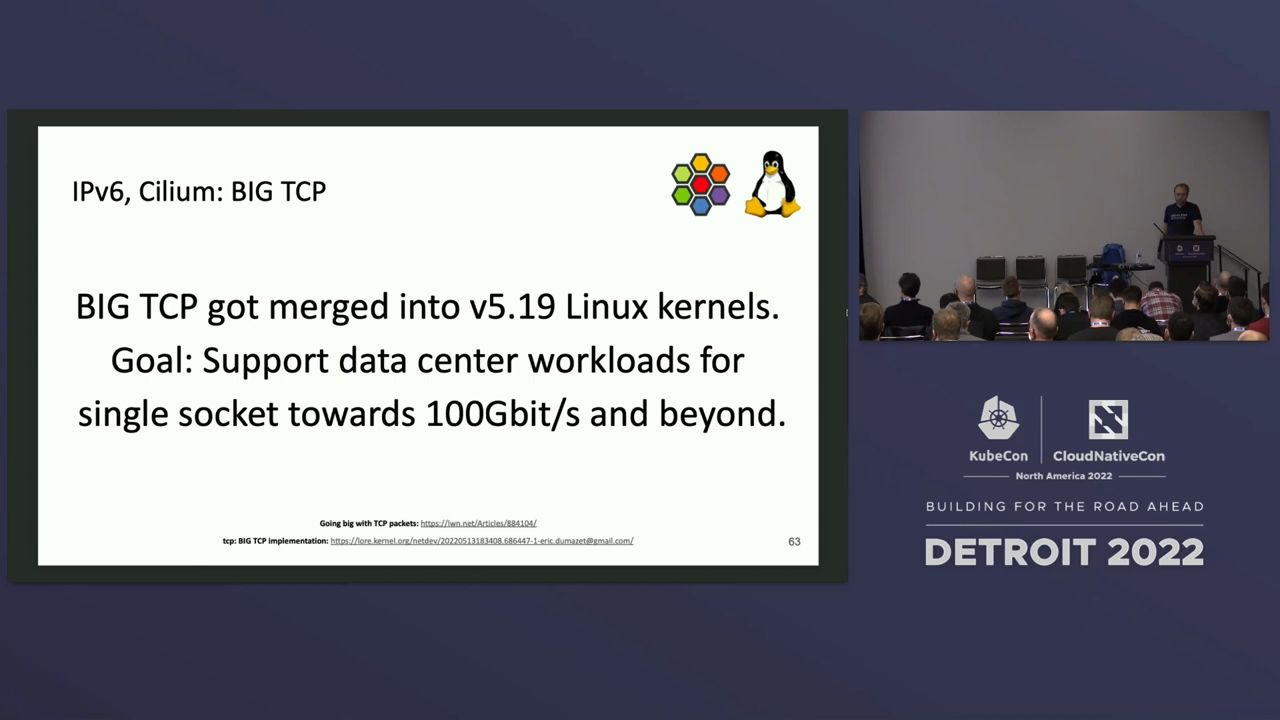 IPv6, Cilium: BIG TCP
BIG TCP got merged into v5.19 Linux kernels.
Goal: Support data center workloads for
single socket towards 100Gbit/s and beyond.
Going big with TCP packets: https://lwn.net/Articles/884104/
tcp: BIG TCP implementation: https://lore.kernel.org/netdev/20220513183408.686447-1-eric.dumazet@gmail.com/
63
KubeCon
CloudNativeCon
North America 2022
BUILDING FOR THE ROAD AHEAD
DETROIT 2022